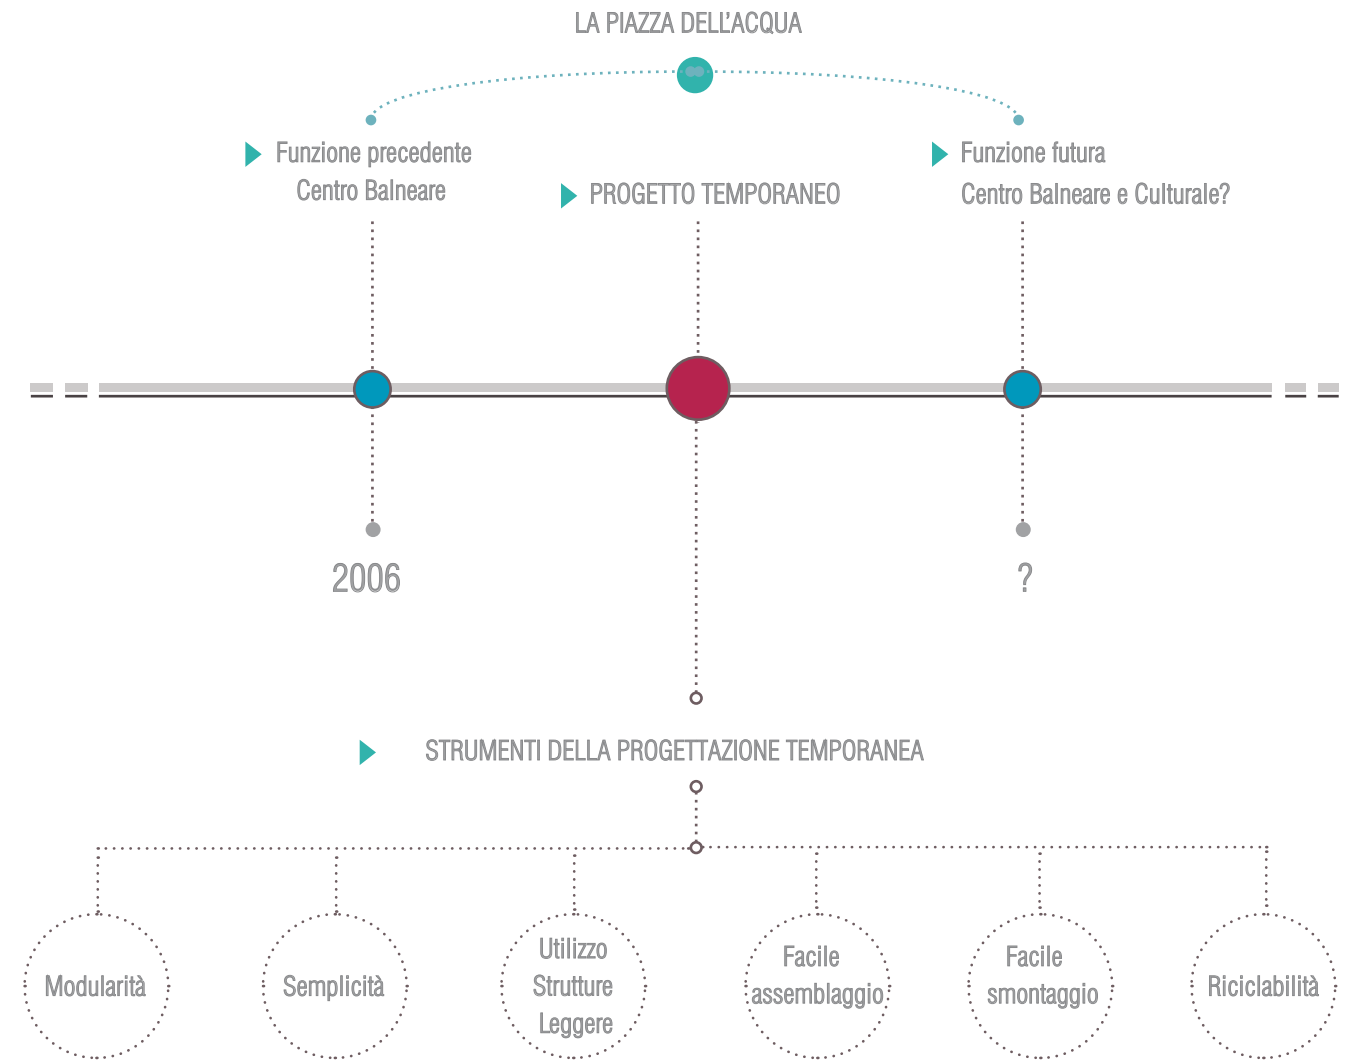 LA PIAZZA DELL'ACQUA
Funzione precedente
Centro Balneare
PROGETTO TEMPORANEO
Funzione futura
Centro Balneare e Culturale?
2006
?
STRUMENTI DELLA PROGETTAZIONE TEMPORANEA
Modularità
Semplicità
Utilizzo
Strutture
Leggere
Facile
assemblaggio
Facile
smontaggio
Riciclabilità